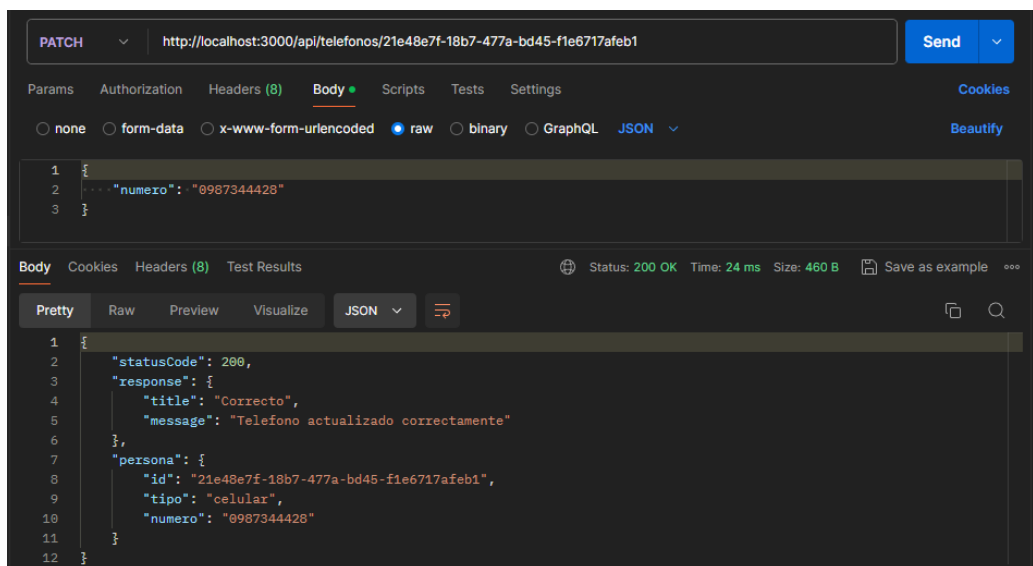 PATCH http://localhost:3000/api/telefonos/21e48e7f-18b7-477a-bd45-f1e6717afeb1 Send
Params Authorization Headers (8) Body Scripts Tests Settings Cookies
none form-data x-www-form-urlencoded raw binary GraphQL JSON Beautify
1 {
2 "numero": "0987344428"
3 }
Body Cookies Headers (8) Test Results Status: 200 OK Time: 24 ms Size: 460 B Save as example
Pretty Raw Preview Visualize JSON
1 {
2 "statusCode": 200,
3 "response": {
4 "title": "Correcto",
5 "message": "Telefono actualizado correctamente"
6 },
7 "persona": {
8 "id": "21e48e7f-18b7-477a-bd45-f1e6717afeb1",
9 "tipo": "celular",
10 "numero": "0987344428"
11 }
12 }